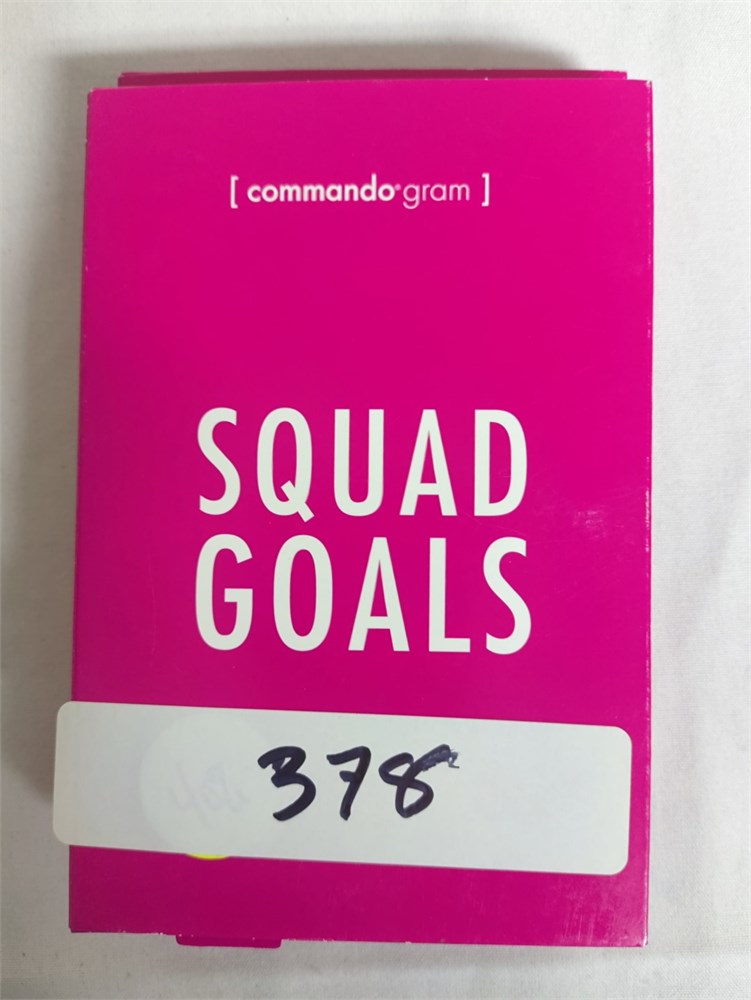 [ commando® gram ]
SQUAD
GOALS
378